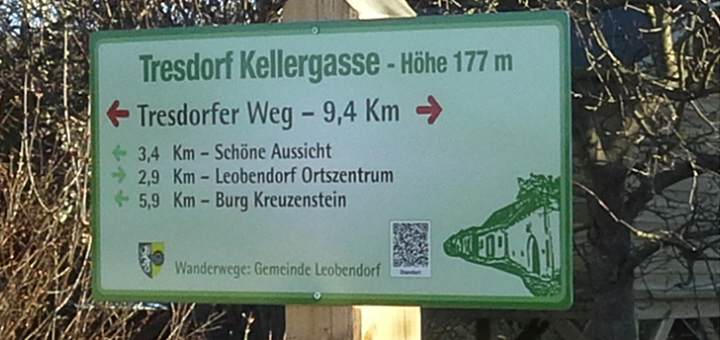 Tresdorf Kellergasse - Höhe 177 m
Tresdorfer Weg – 9,4 Km
3,4 Km – Schöne Aussicht
2,9 Km – Leobendorf Ortszentrum
5,9 Km – Burg Kreuzenstein
Standort
Wanderwege: Gemeinde Leobendorf